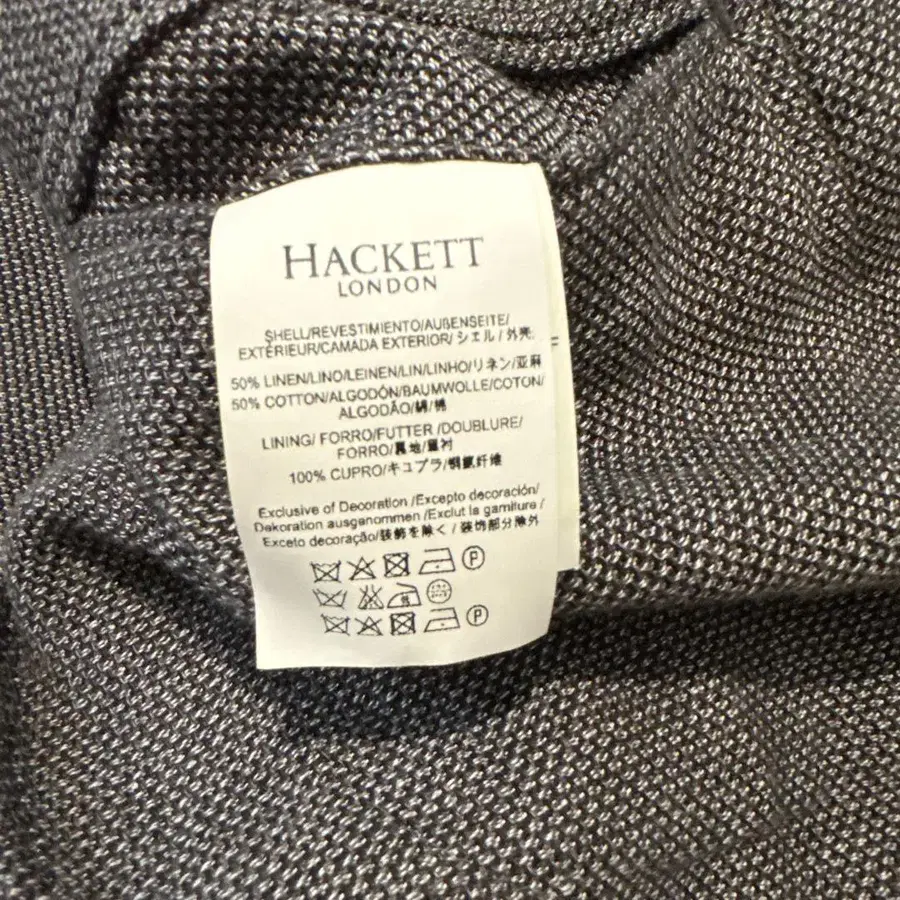 HACKETT
LONDON
SHELL/REVESTIMIENTO/AUßENSEITE/
EXTÉRIEUR/CAMADA EXTERIOR/シェル/外壳
50% LINEN/LINO/LEINEN/LIN/LINHO/リネン/亚麻
50% COTTON/ALGODÓN/BAUMWOLLE/COTON/
ALGODÃO/綿/棉
LINING/ FORRO/FUTTER /DOUBLURE/
FORRO/裏地/里衬
100% CUPRO/キュプラ/铜氨纤维
Exclusive of Decoration /Excepto decoración/
Dekoration ausgenommen /Exclut la garniture/
Exceto decoração/装飾を除く / 装饰部分除外
P
P